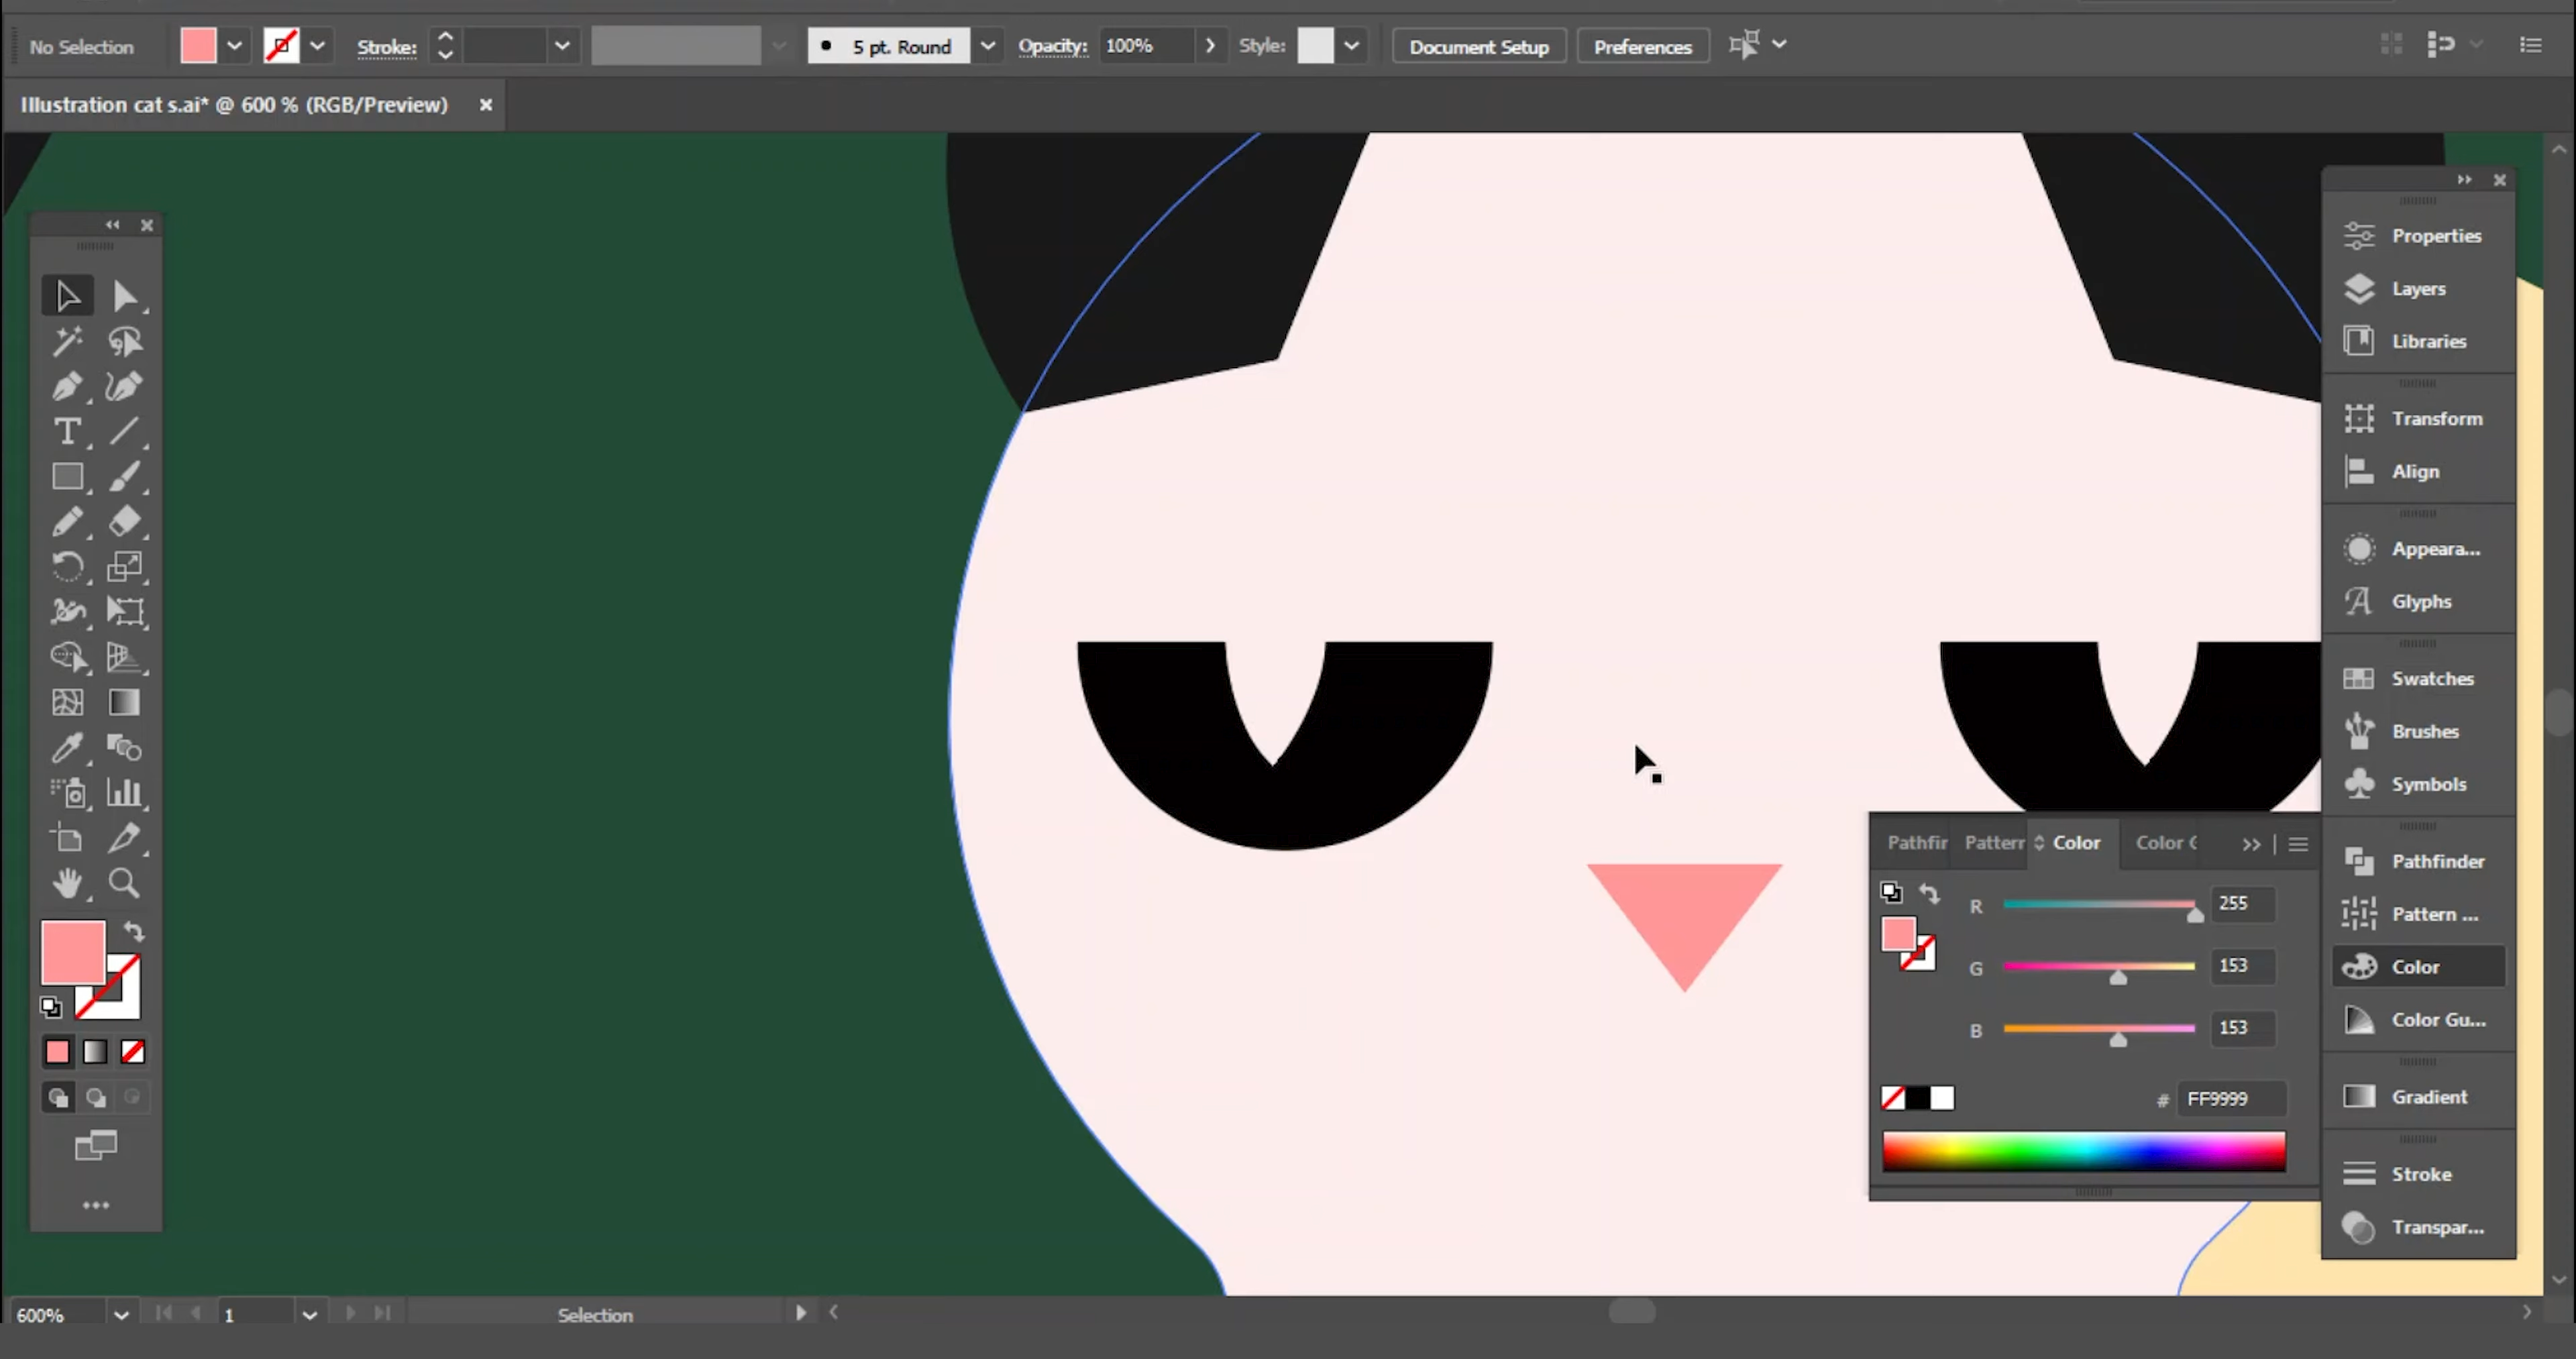 No Selection
Stroke:
5 pt. Round
Opacity: 100%
Style:
Document Setup
Preferences
Illustration cat s.ai* @ 600 % (RGB/Preview)
Properties
Layers
Libraries
Transform
Align
Appeara...
Glyphs
Swatches
Brushes
Symbols
Pathfinder
Pattern ...
Color
Color Gu...
Gradient
Stroke
Transpar...
Pathfir
Patterr
Color
Color G
R 255
G 153
B 153
# FF9999
600%
1
Selection